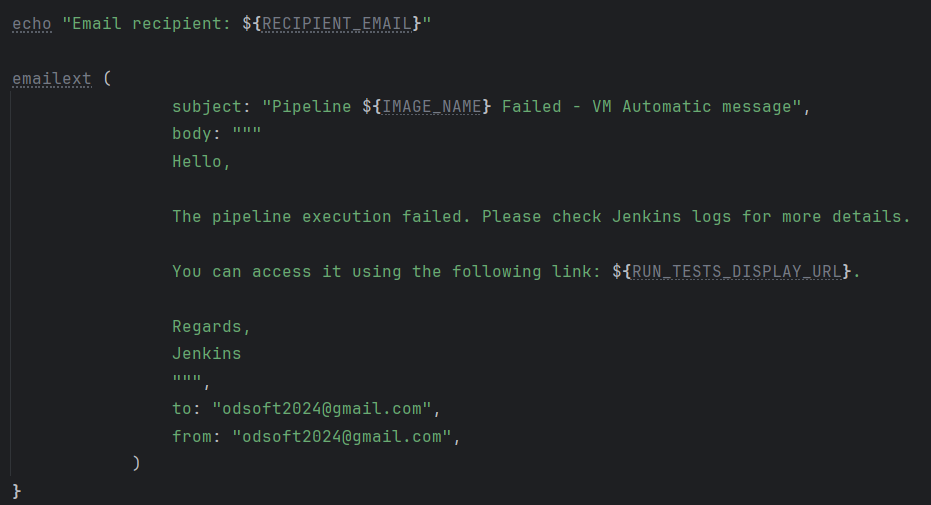 echo "Email recipient: ${RECIPIENT_EMAIL}"
emailext (
subject: "Pipeline ${IMAGE_NAME} Failed - VM Automatic message",
body: """
Hello,
The pipeline execution failed. Please check Jenkins logs for more details.
You can access it using the following link: ${RUN_TESTS_DISPLAY_URL}.
Regards,
Jenkins
""",
to: "odsoft2024@gmail.com",
from: "odsoft2024@gmail.com",
)
}